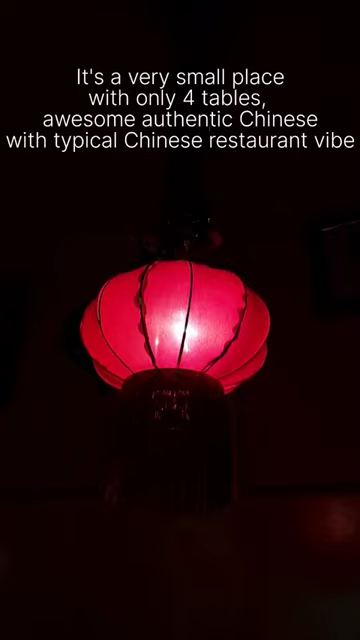 It's a very small place
with only 4 tables,
awesome authentic Chinese
with typical Chinese restaurant vibe